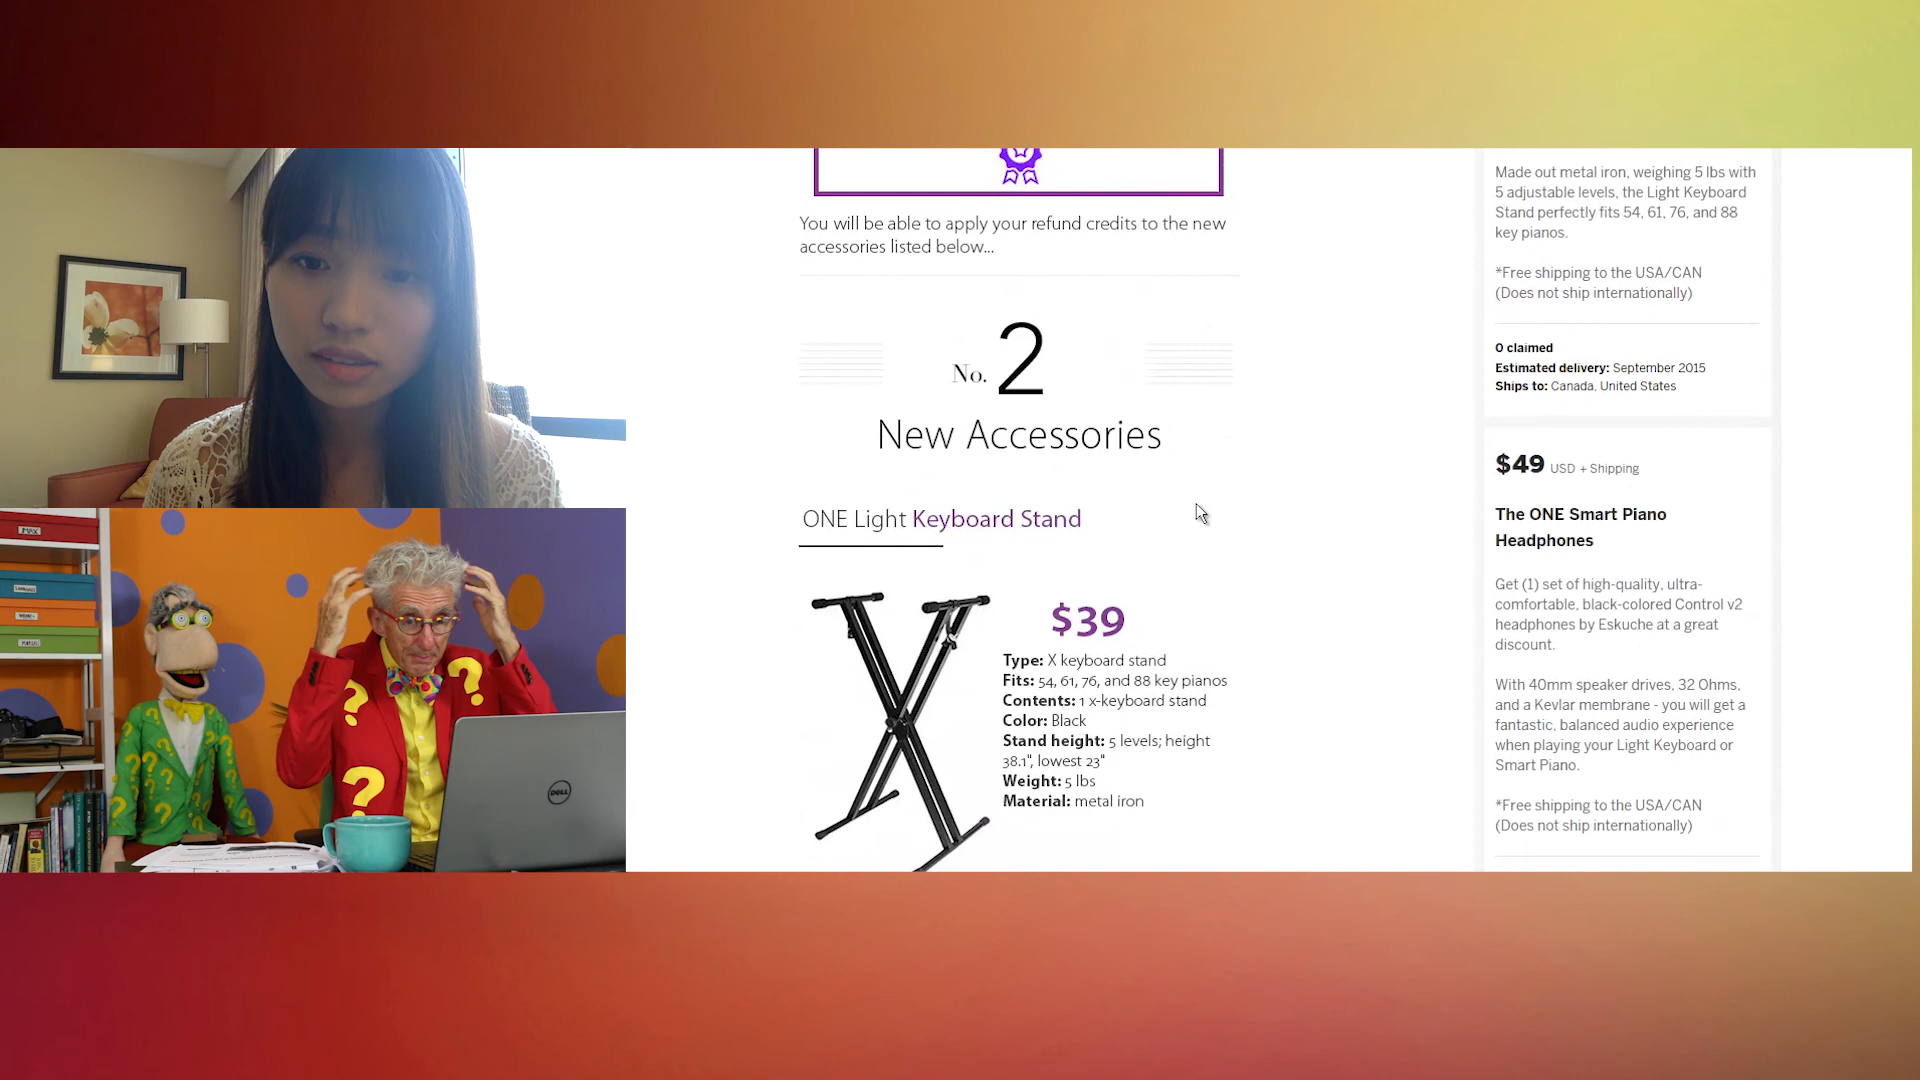 MAX
DELL
You will be able to apply your refund credits to the new
accessories listed below...
No. 2
New Accessories
ONE Light Keyboard Stand
$39
Type: X keyboard stand
Fits: 54, 61, 76, and 88 key pianos
Contents: 1 x-keyboard stand
Color: Black
Stand height: 5 levels; height
38.1", lowest 23"
Weight: 5 lbs
Material: metal iron
Made out metal iron, weighing 5 lbs with
5 adjustable levels, the Light Keyboard
Stand perfectly fits 54, 61, 76, and 88
key pianos.
*Free shipping to the USA/CAN
(Does not ship internationally)
0 claimed
Estimated delivery: September 2015
Ships to: Canada, United States
$49 USD + Shipping
The ONE Smart Piano
Headphones
Get (1) set of high-quality, ultra-
comfortable, black-colored Control v2
headphones by Eskuche at a great
discount.
With 40mm speaker drives, 32 Ohms,
and a Kevlar membrane - you will get a
fantastic, balanced audio experience
when playing your Light Keyboard or
Smart Piano.
*Free shipping to the USA/CAN
(Does not ship internationally)